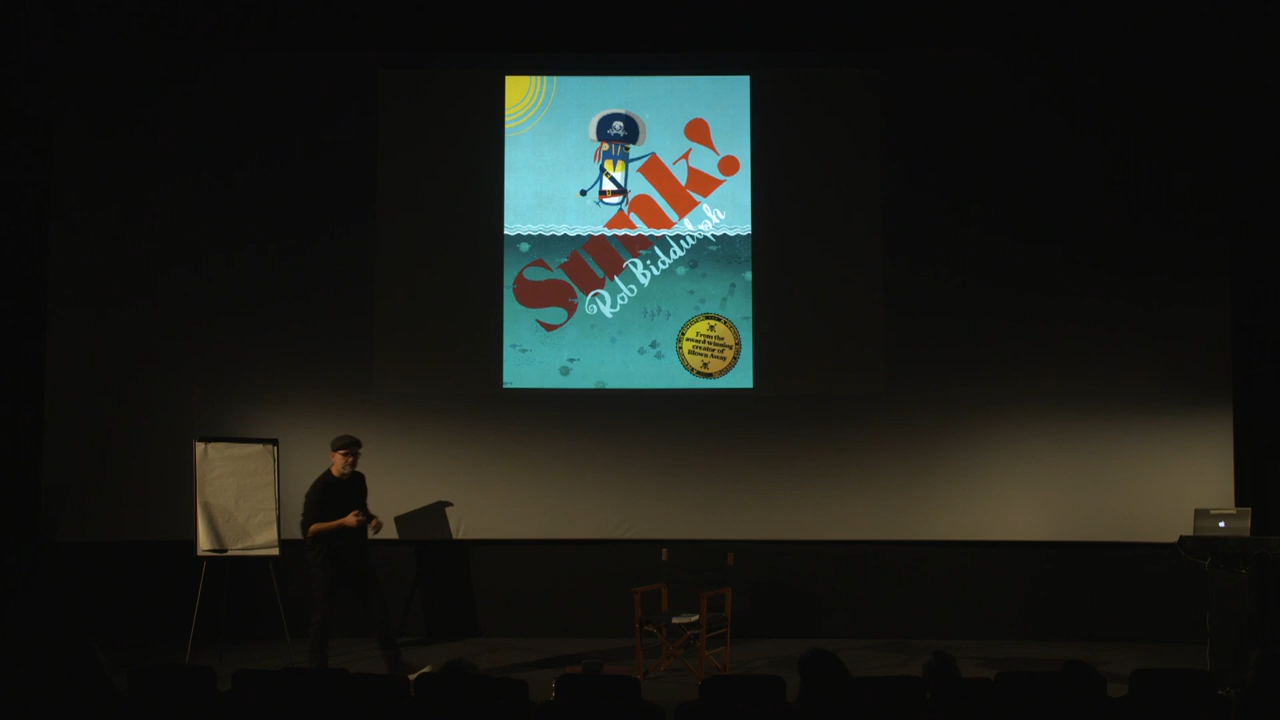 Sunk!
Rob Biddulph
From the
award-winning
creator of
Blown Away